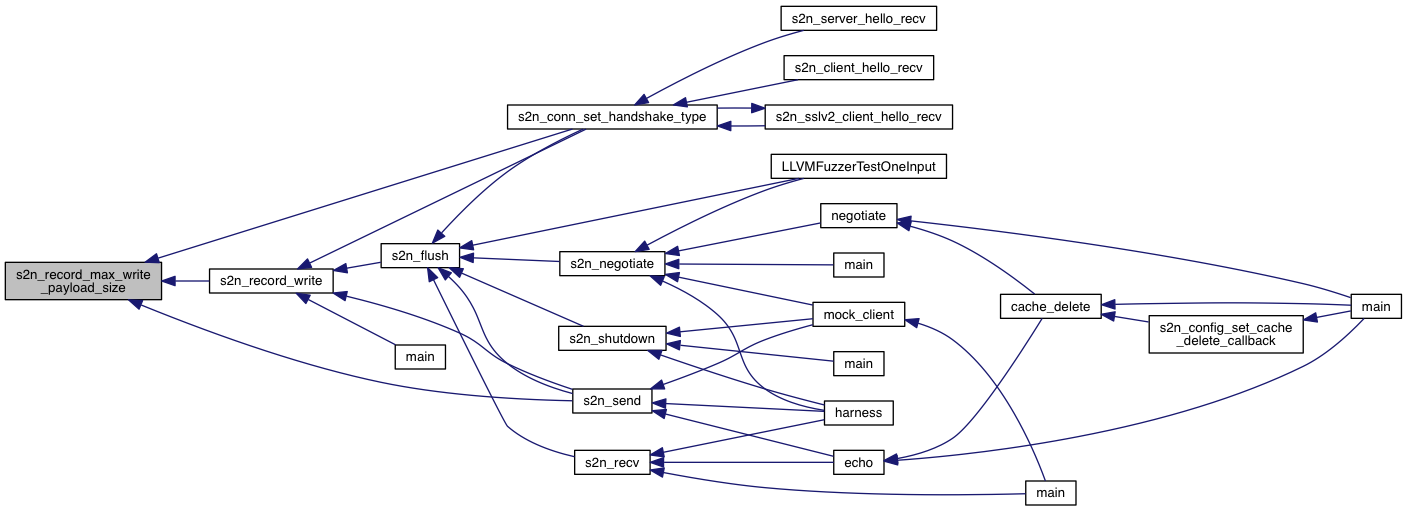 s2n_server_hello_recv
s2n_client_hello_recv
s2n_conn_set_handshake_type
s2n_sslv2_client_hello_recv
LLVMFuzzerTestOneInput
negotiate
s2n_flush
s2n_negotiate
main
s2n_record_max_write
_payload_size
s2n_record_write
mock_client
cache_delete
main
s2n_config_set_cache
_delete_callback
s2n_shutdown
main
main
s2n_send
harness
s2n_recv
echo
main